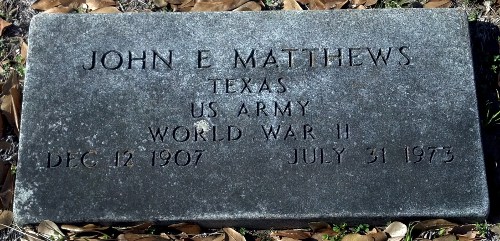 JOHN E MATTHEWS
TEXAS
US ARMY
WORLD WAR II
DEC 12 1907 JULY 31 1973